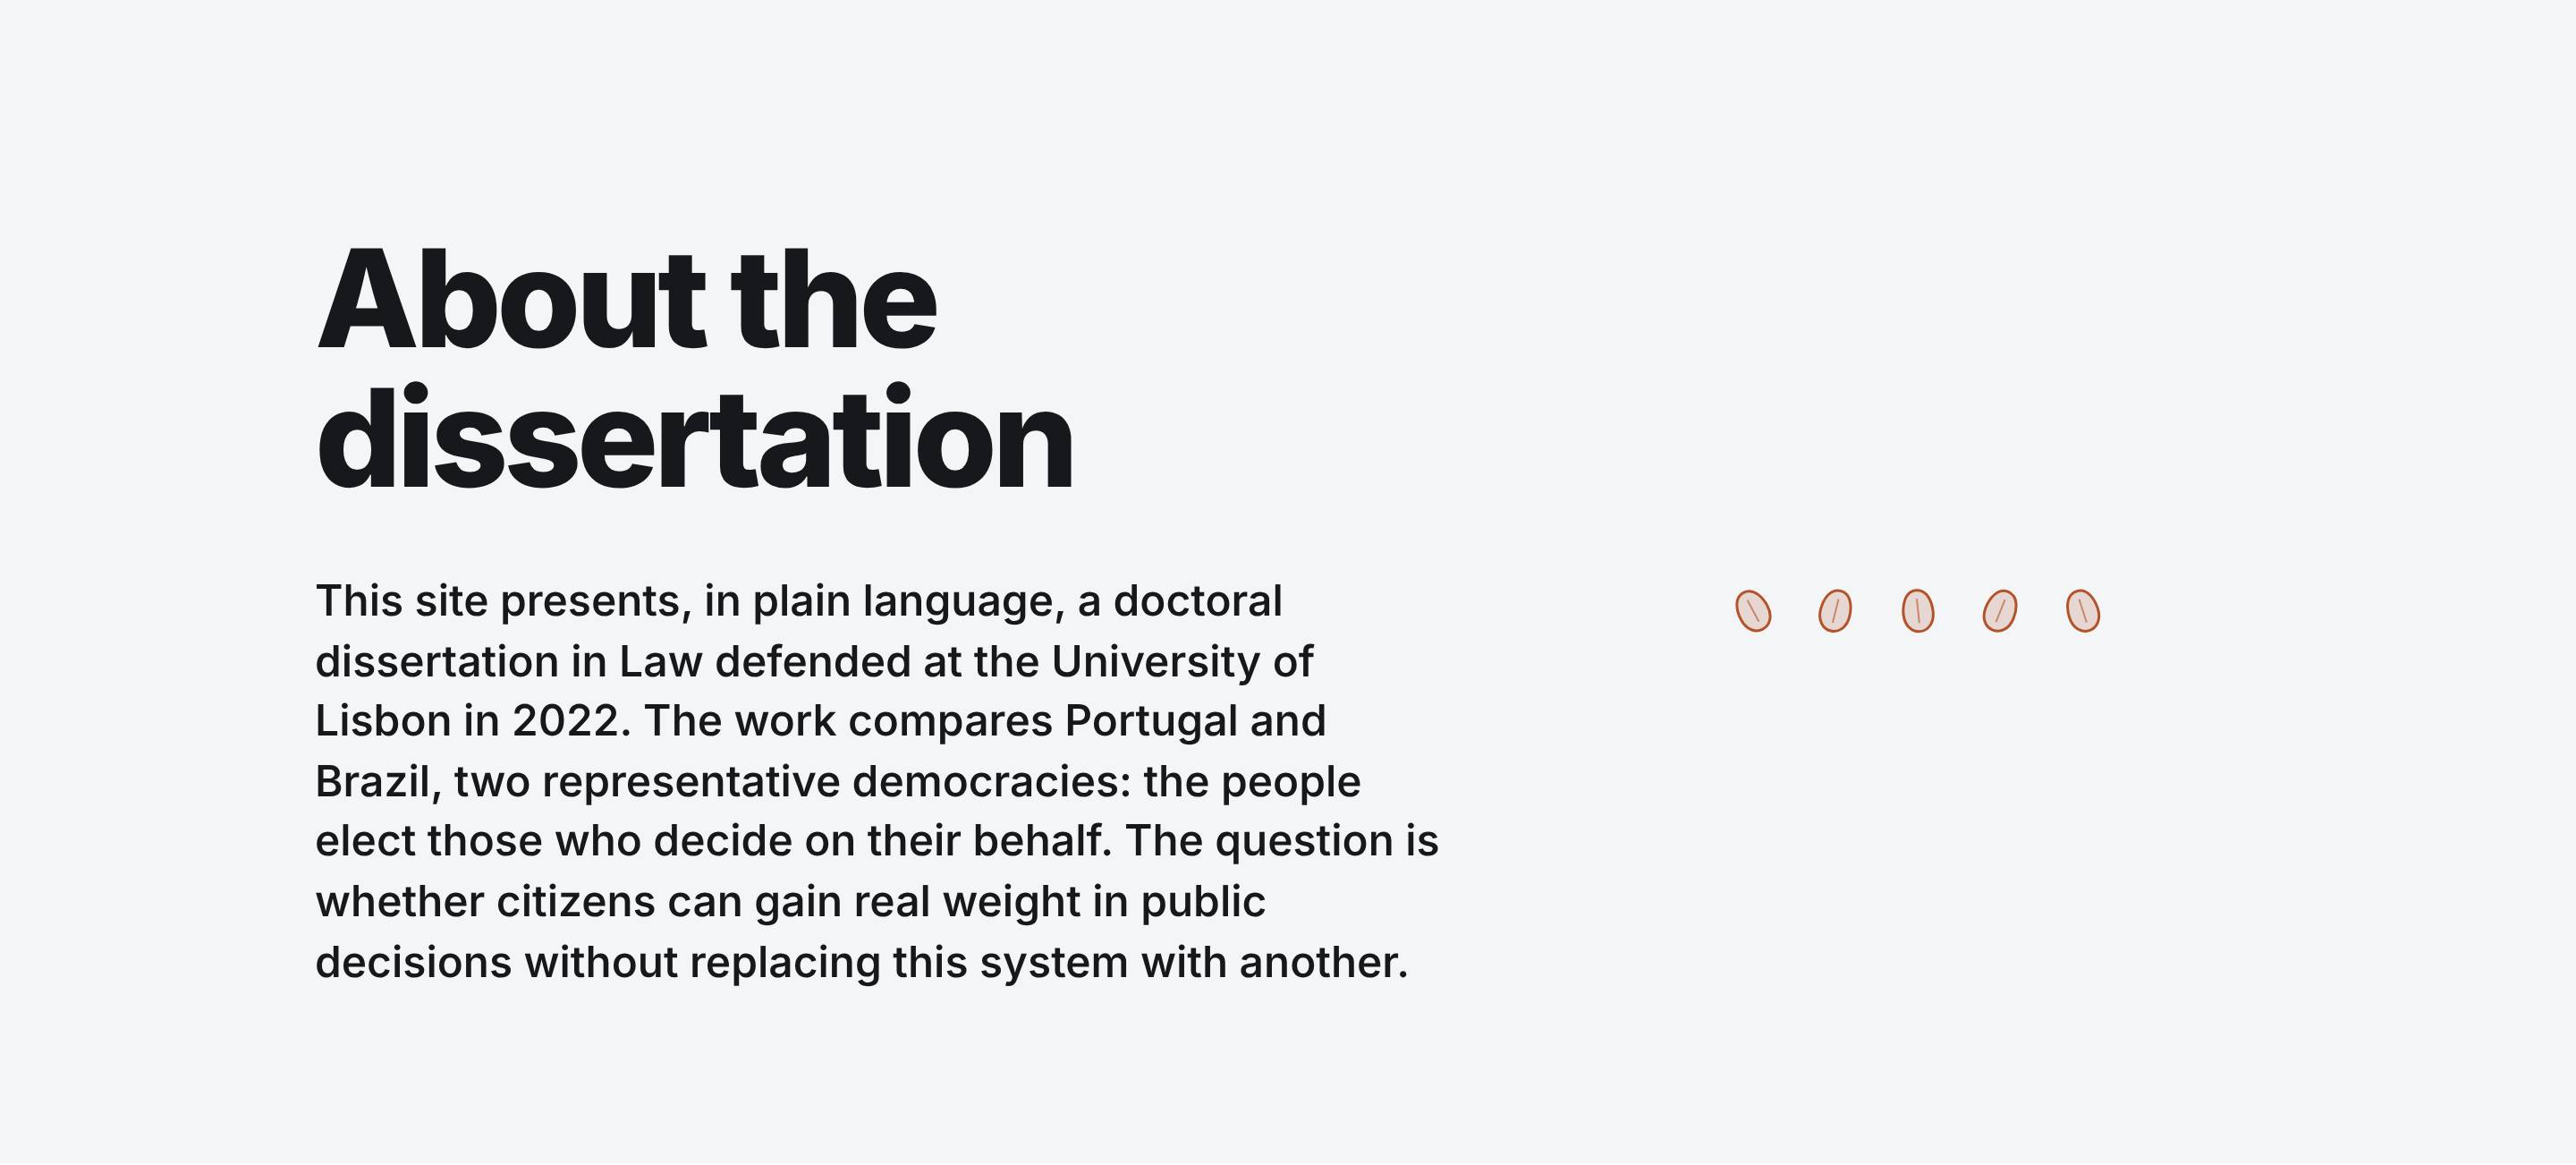 About the
dissertation
This site presents, in plain language, a doctoral
dissertation in Law defended at the University of
Lisbon in 2022. The work compares Portugal and
Brazil, two representative democracies: the people
elect those who decide on their behalf. The question is
whether citizens can gain real weight in public
decisions without replacing this system with another.